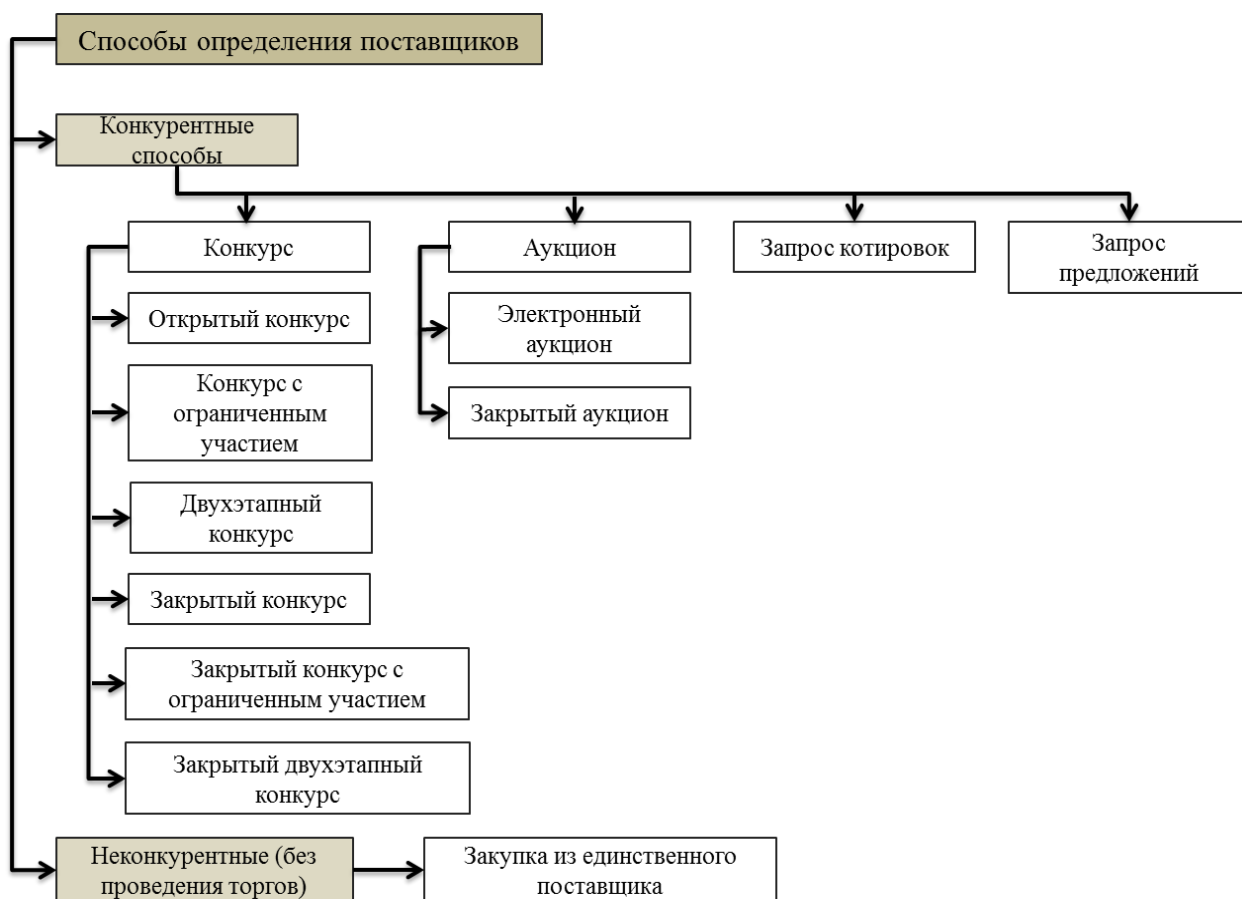 Способы определения поставщиков
Конкурентные
способы
Конкурс
Аукцион
Запрос котировок
Запрос
предложений
Открытый конкурс
Электронный
аукцион
Конкурс с
ограниченным
участием
Закрытый аукцион
Двухэтапный
конкурс
Закрытый конкурс
Закрытый конкурс с
ограниченным участием
Закрытый двухэтапный
конкурс
Неконкурентные (без
проведения торгов)
Закупка из единственного
поставщика